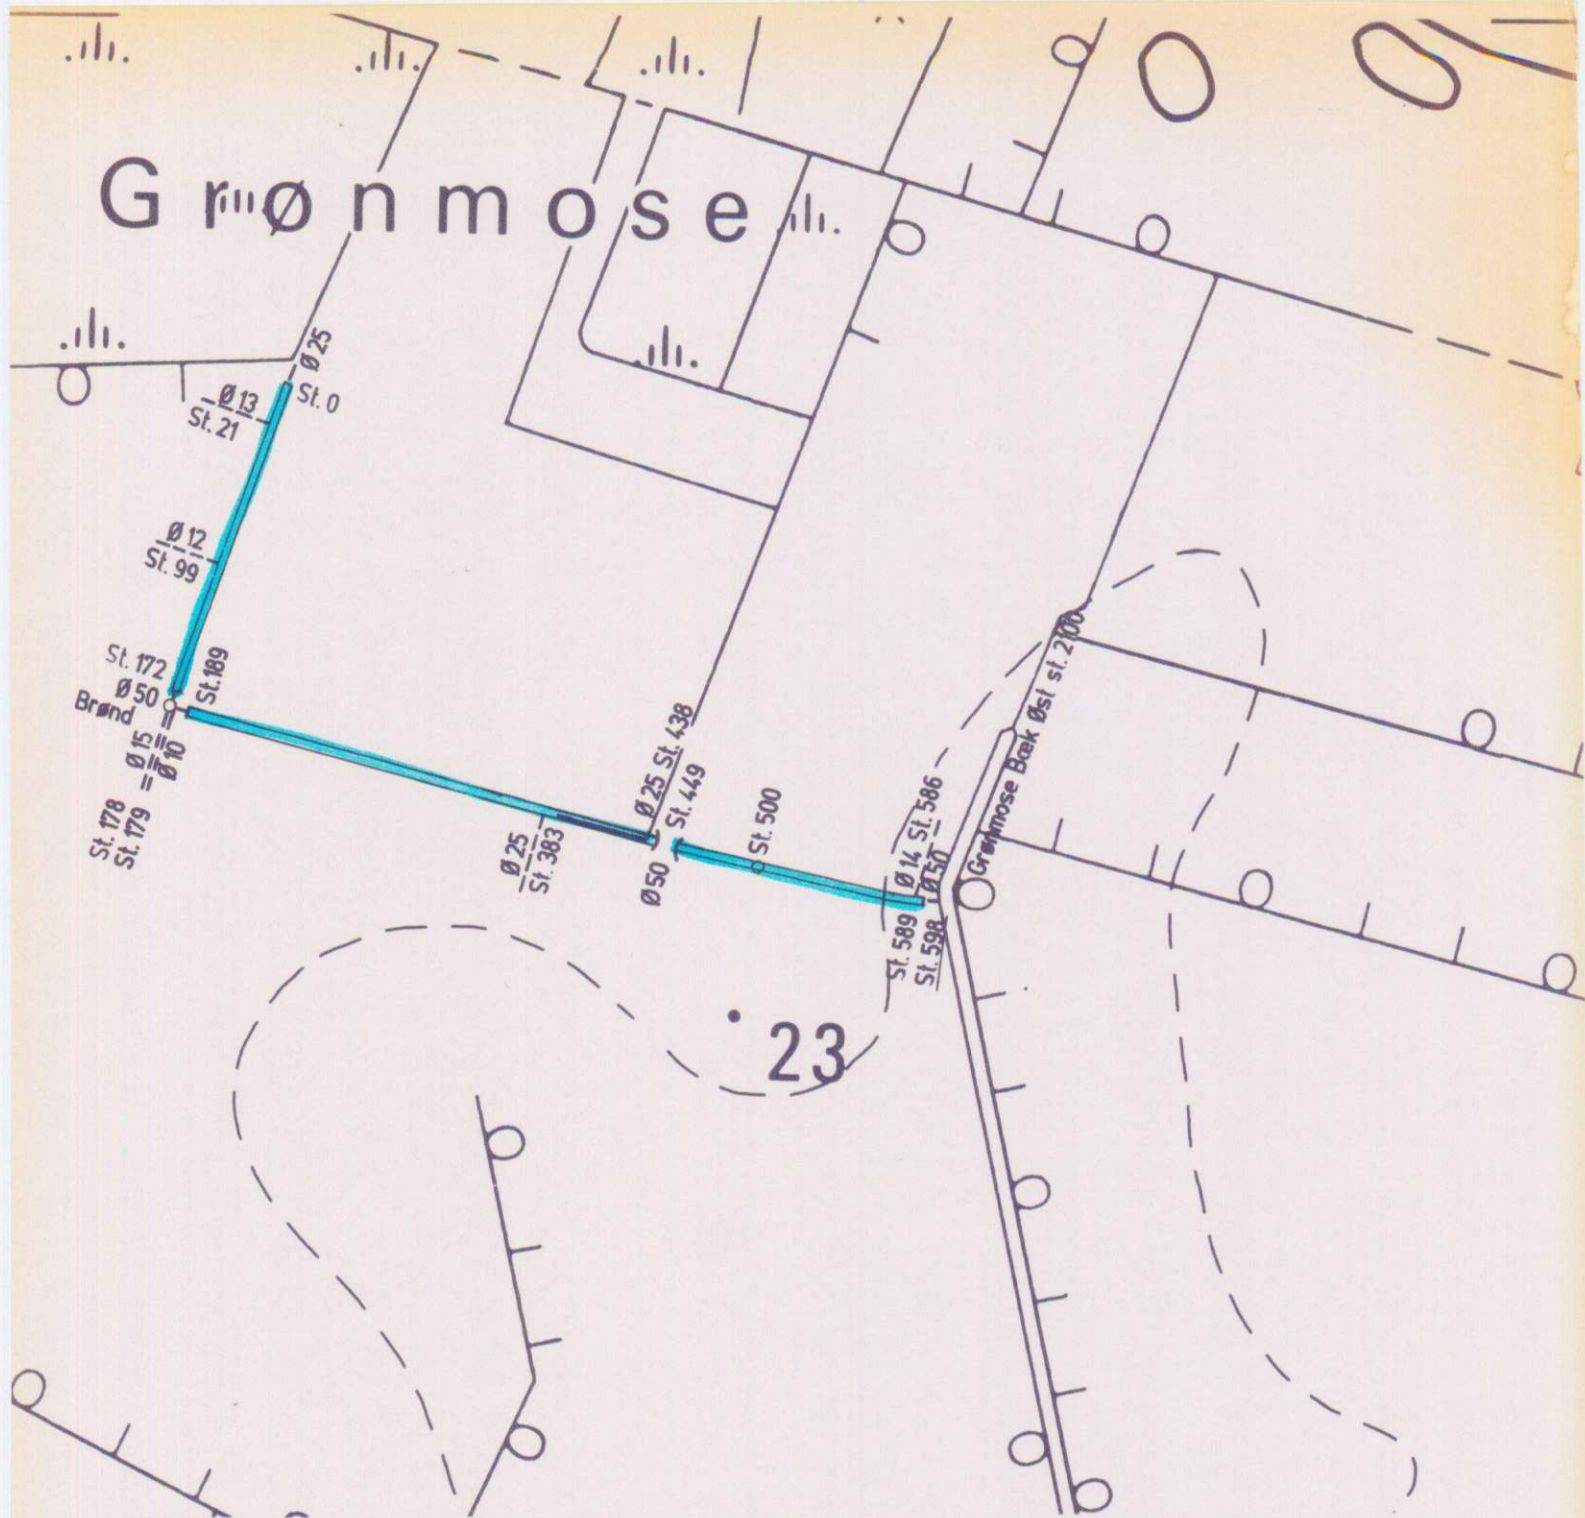 Grønmose
Ø 25
St. 0
Ø 13
St. 21
Ø 12
St. 99
St. 172
Ø 50
Brønd
St. 189
Ø 15
Ø 10
St. 178
St. 179
Ø 25
St. 383
Ø 25 St. 438
St. 449
Ø 50
St. 500
Ø 14 St. 586
Ø 50
St. 589
St. 598
Grønmose Bæk Øst st. 2100
23